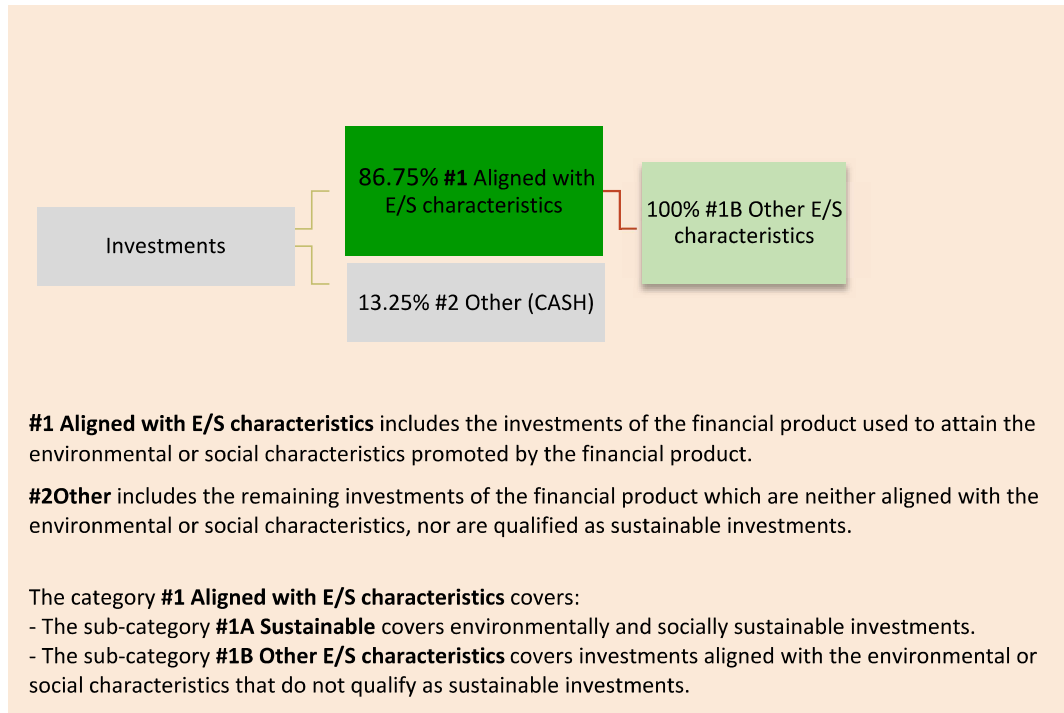 86.75% #1 Aligned with
E/S characteristics
100% #1B Other E/S
characteristics
Investments
13.25% #2 Other (CASH)
#1 Aligned with E/S characteristics includes the investments of the financial product used to attain the
environmental or social characteristics promoted by the financial product.
#2Other includes the remaining investments of the financial product which are neither aligned with the
environmental or social characteristics, nor are qualified as sustainable investments.
The category #1 Aligned with E/S characteristics covers:
- The sub-category #1A Sustainable covers environmentally and socially sustainable investments.
- The sub-category #1B Other E/S characteristics covers investments aligned with the environmental or
social characteristics that do not qualify as sustainable investments.